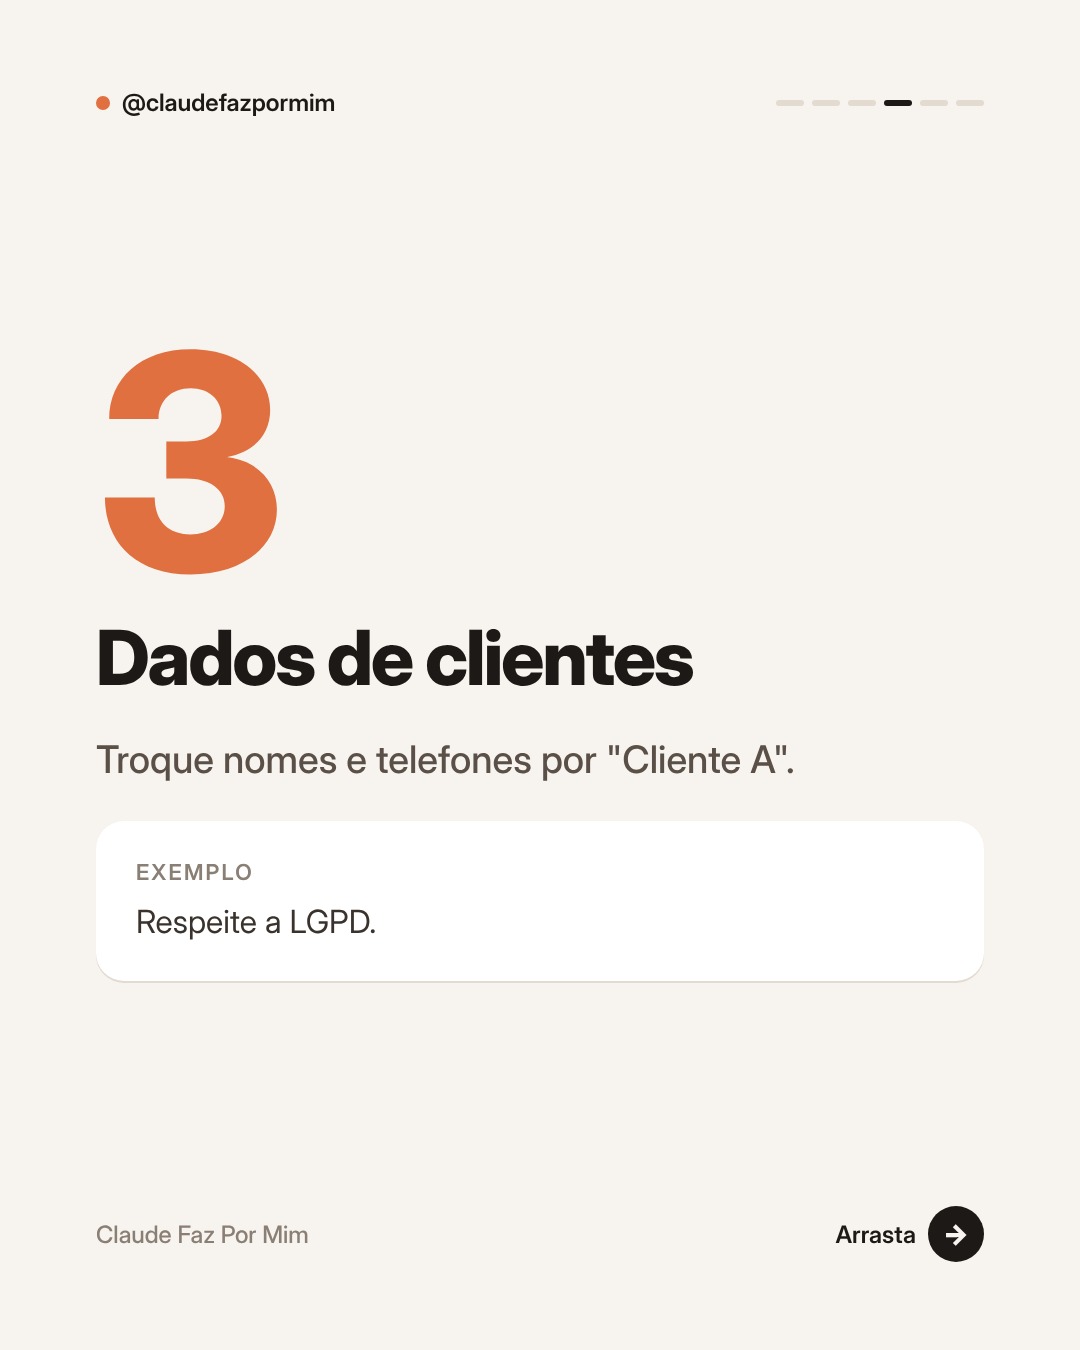 @claudefazpormim
3
Dados de clientes
Troque nomes e telefones por "Cliente A".
EXEMPLO
Respeite a LGPD.
Claude Faz Por Mim
Arrasta